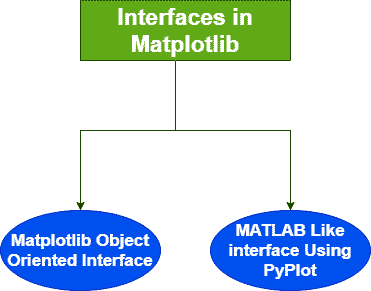 Interfaces in
Matplotlib
Matplotlib Object
Oriented Interface
MATLAB Like
interface Using
PyPlot